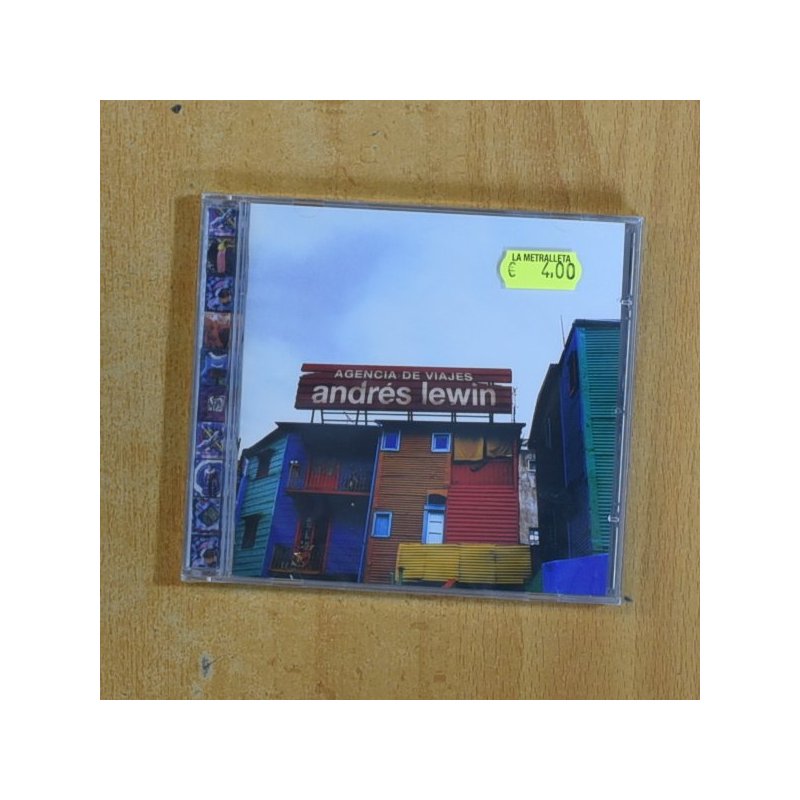 LA METRALLETA
€ 4,00
AGENCIA DE VIAJES
andrés lewin